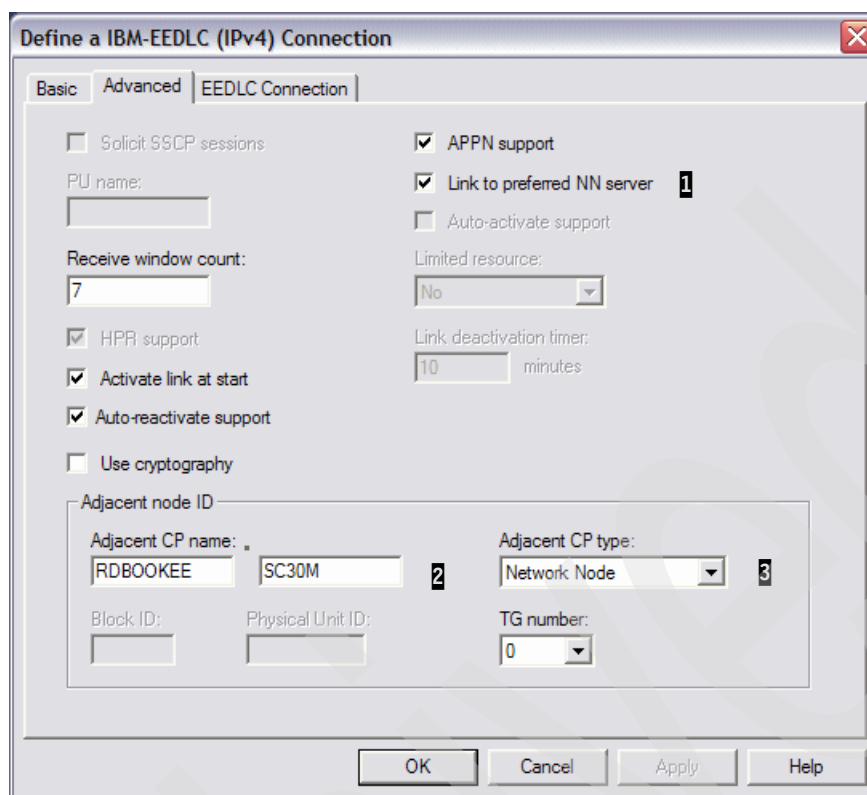 Define a IBM-EEDLC (IPv4) Connection
Basic
Advanced
EEDLC Connection
Solicit SSCP sessions
APPN support
PU name:
Link to preferred NN server
1
Auto-activate support
Receive window count:
7
Limited resource:
No
HPR support
Link deactivation timer:
10
minutes
Activate link at start
Auto-reactivate support
Use cryptography
Adjacent node ID
Adjacent CP name:
.
RDBOOKEE
SC30M
2
Adjacent CP type:
Network Node
3
Block ID:
Physical Unit ID:
TG number:
0
OK
Cancel
Apply
Help